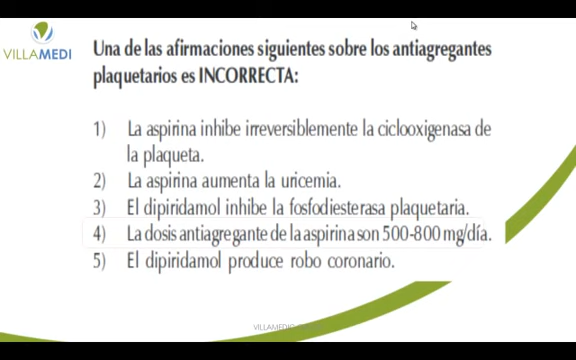 VILLAMEDI
Una de las afirmaciones siguientes sobre los antiagregantes
plaquetarios es INCORRECTA:
1) La aspirina inhibe irreversiblemente la ciclooxigenasa de
la plaqueta.
2) La aspirina aumenta la uricemia.
3) El dipiridamol inhibe la fosfodiesterasa plaquetaria.
4) La dosis antiagregante de la aspirina son 500-800 mg/día.
5) El dipiridamol produce robo coronario.
VILLAMEDI